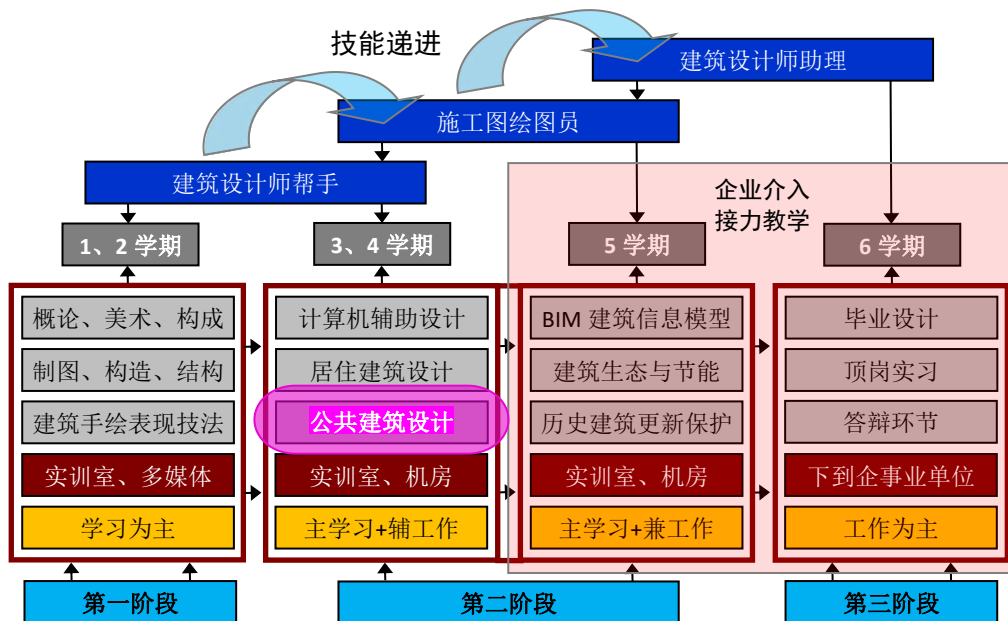 技能递进
建筑设计师助理
施工图绘图员
建筑设计师帮手
企业介入
接力教学
1、2 学期
3、4 学期
5 学期
6 学期
概论、美术、构成
计算机辅助设计
BIM 建筑信息模型
毕业设计
制图、构造、结构
居住建筑设计
建筑生态与节能
顶岗实习
建筑手绘表现技法
公共建筑设计
历史建筑更新保护
答辩环节
实训室、多媒体
实训室、机房
实训室、机房
下到企事业单位
学习为主
主学习+辅工作
主学习+兼工作
工作为主
第一阶段
第二阶段
第三阶段